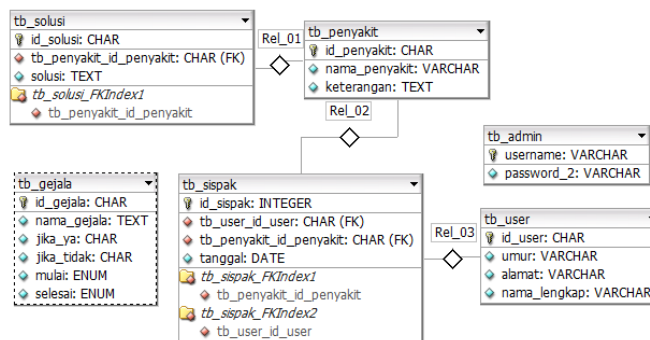 tb_solusi
id_solusi: CHAR
tb_penyakit_id_penyakit: CHAR (FK)
solusi: TEXT
tb_solusi_FKIndex1
tb_penyakit_id_penyakit
Rel_01
tb_penyakit
id_penyakit: CHAR
nama_penyakit: VARCHAR
keterangan: TEXT
Rel_02
tb_admin
username: VARCHAR
password_2: VARCHAR
tb_gejala
id_gejala: CHAR
nama_gejala: TEXT
jika_ya: CHAR
jika_tidak: CHAR
mulai: ENUM
selesai: ENUM
tb_sispak
id_sispak: INTEGER
tb_user_id_user: CHAR (FK)
tb_penyakit_id_penyakit: CHAR (FK)
tanggal: DATE
tb_sispak_FKIndex1
tb_penyakit_id_penyakit
tb_sispak_FKIndex2
tb_user_id_user
Rel_03
tb_user
id_user: CHAR
umur: VARCHAR
alamat: VARCHAR
nama_lengkap: VARCHAR